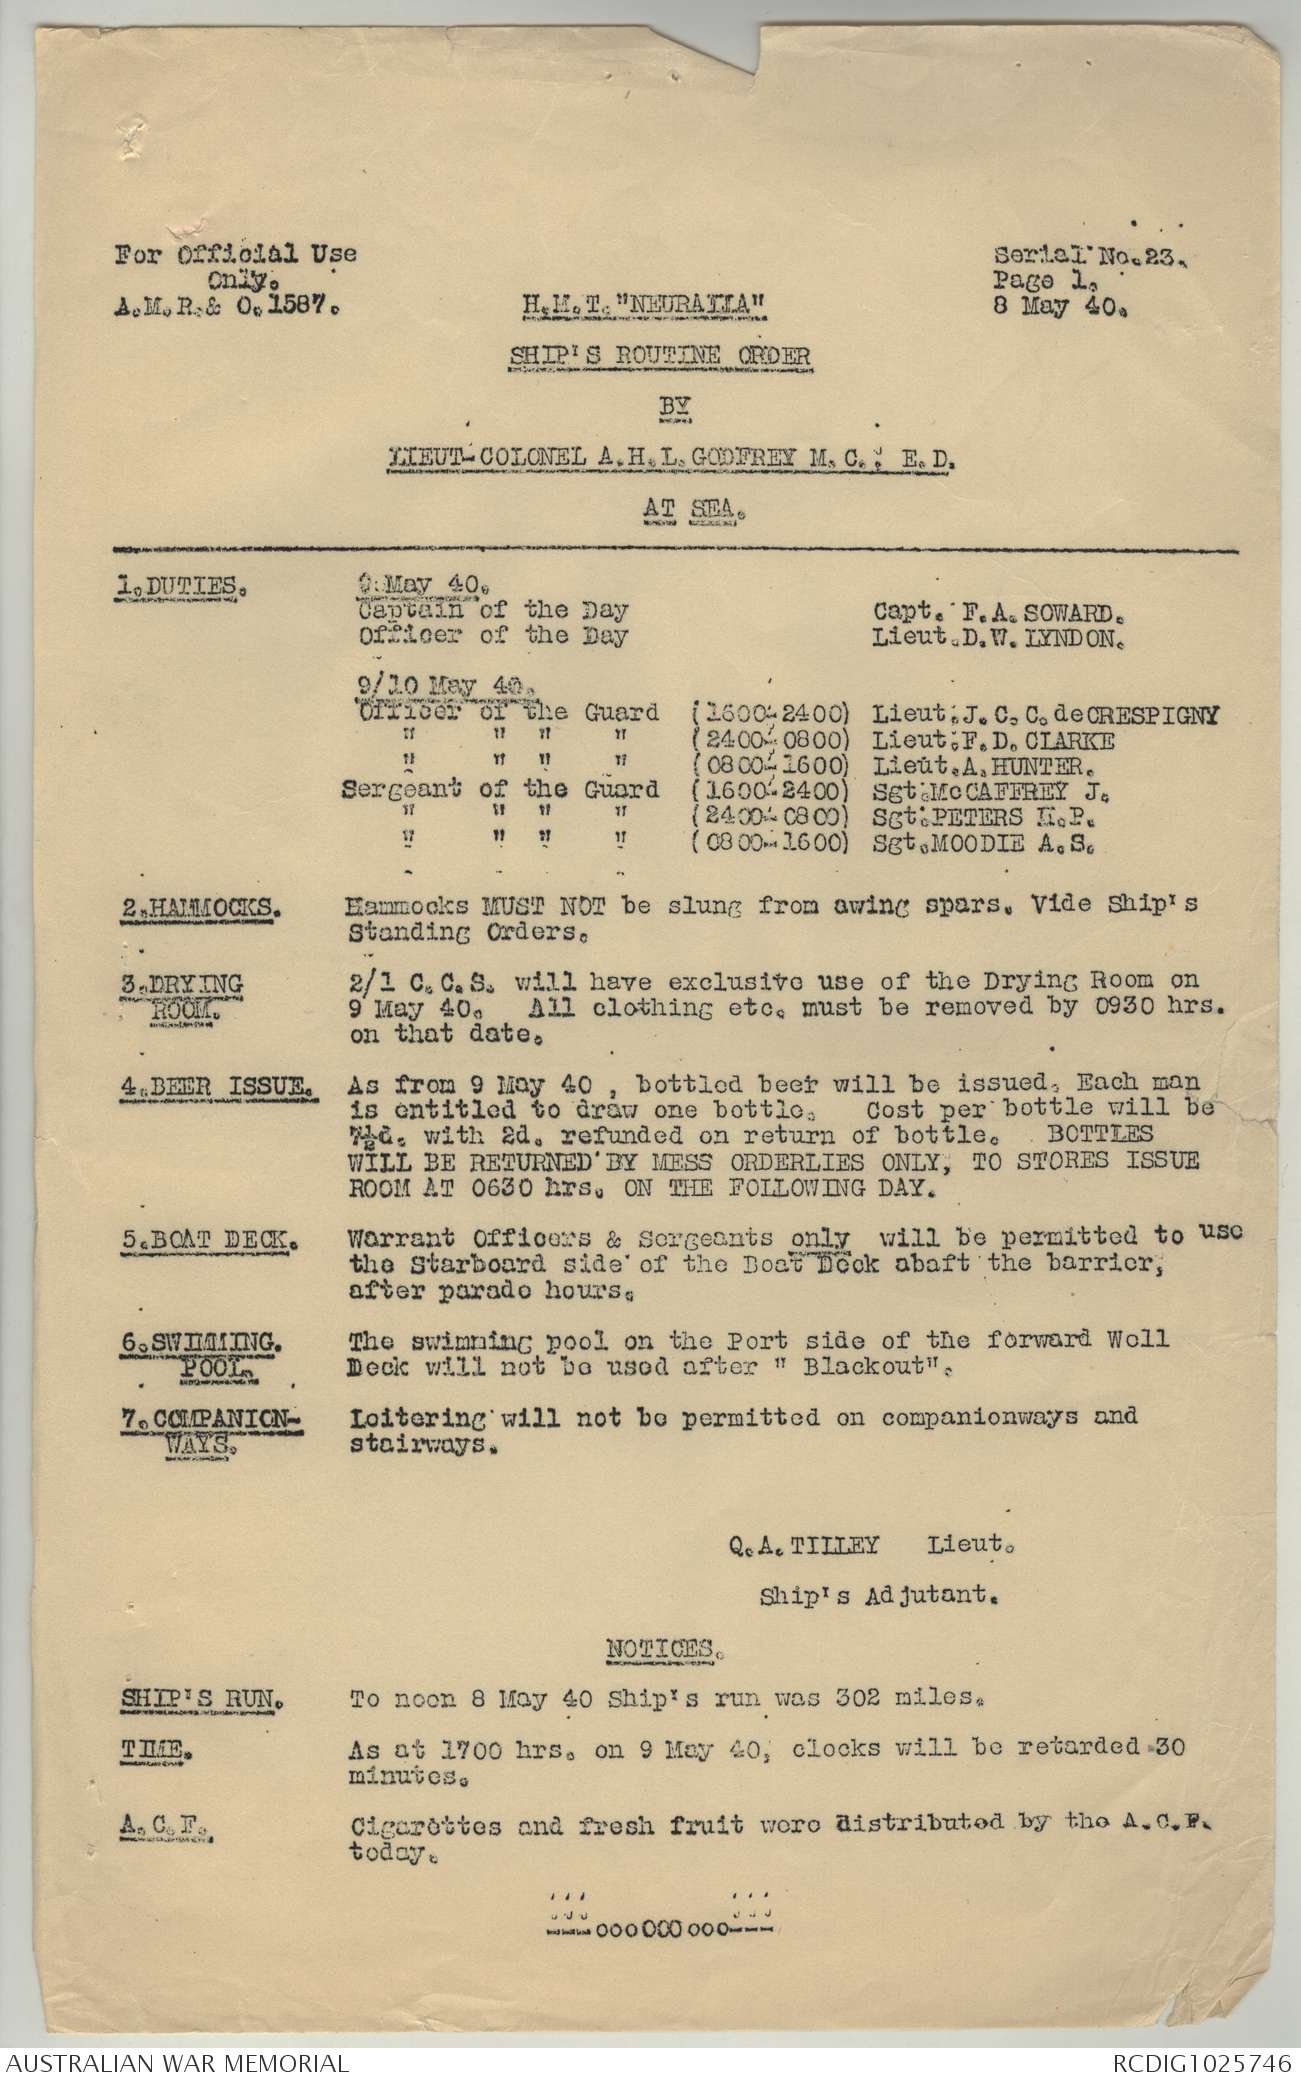 For Official Use
Only.
A.M.R.& O.1587.
Serial No.23.
Page 1.
8 May 40.
H.M.T. "NEURALIA"
SHIP'S ROUTINE ORDER
BY
LIEUT-COLONEL A.H.L. GODFREY M.C., E.D.
AT SEA.
1.DUTIES. 9 May 40.
Captain of the Day Capt. F.A. SOWARD.
Officer of the Day Lieut.D.W. LYNDON.
9/10 May 40.
Officer of the Guard (1600-2400) Lieut.J.C.C. deCRESPIGNY
" " " " (2400-0800) Lieut.F.D. CLARKE
" " " " (0800-1600) Lieut.A.HUNTER.
Sergeant of the Guard (1600-2400) Sgt.McCAFFREY J.
" " " " (2400-0800) Sgt.PETERS H.P.
" " " " (0800-1600) Sgt.MOODIE A.S.
2.HAMMOCKS. Hammocks MUST NOT be slung from awing spars. Vide Ship's
Standing Orders.
3.DRYING 2/1 C.C.S. will have exclusive use of the Drying Room on
ROOM. 9 May 40. All clothing etc. must be removed by 0930 hrs.
on that date.
4.BEER ISSUE. As from 9 May 40 , bottled beer will be issued. Each man
is entitled to draw one bottle. Cost per bottle will be
7½d. with 2d. refunded on return of bottle. BOTTLES
WILL BE RETURNED BY MESS ORDERLIES ONLY, TO STORES ISSUE
ROOM AT 0630 hrs. ON THE FOLLOWING DAY.
5.BOAT DECK. Warrant Officers & Sergeants only will be permitted to use
the Starboard side of the Boat Deck abaft the barrier,
after parade hours.
6.SWIMMING. The swimming pool on the Port side of the forward Well
POOL. Deck will not be used after " Blackout".
7.COMPANION- Loitering will not be permitted on companionways and
WAYS. stairways.
Q.A.TILLEY Lieut.
Ship's Adjutant.
NOTICES.
SHIP'S RUN. To noon 8 May 40 Ship's run was 302 miles.
TIME. As at 1700 hrs. on 9 May 40, clocks will be retarded 30
minutes.
A.C.F. Cigarettes and fresh fruit were distributed by the A.C.F.
today.
---ooo000ooo---
AUSTRALIAN WAR MEMORIAL
RCDIG1025746